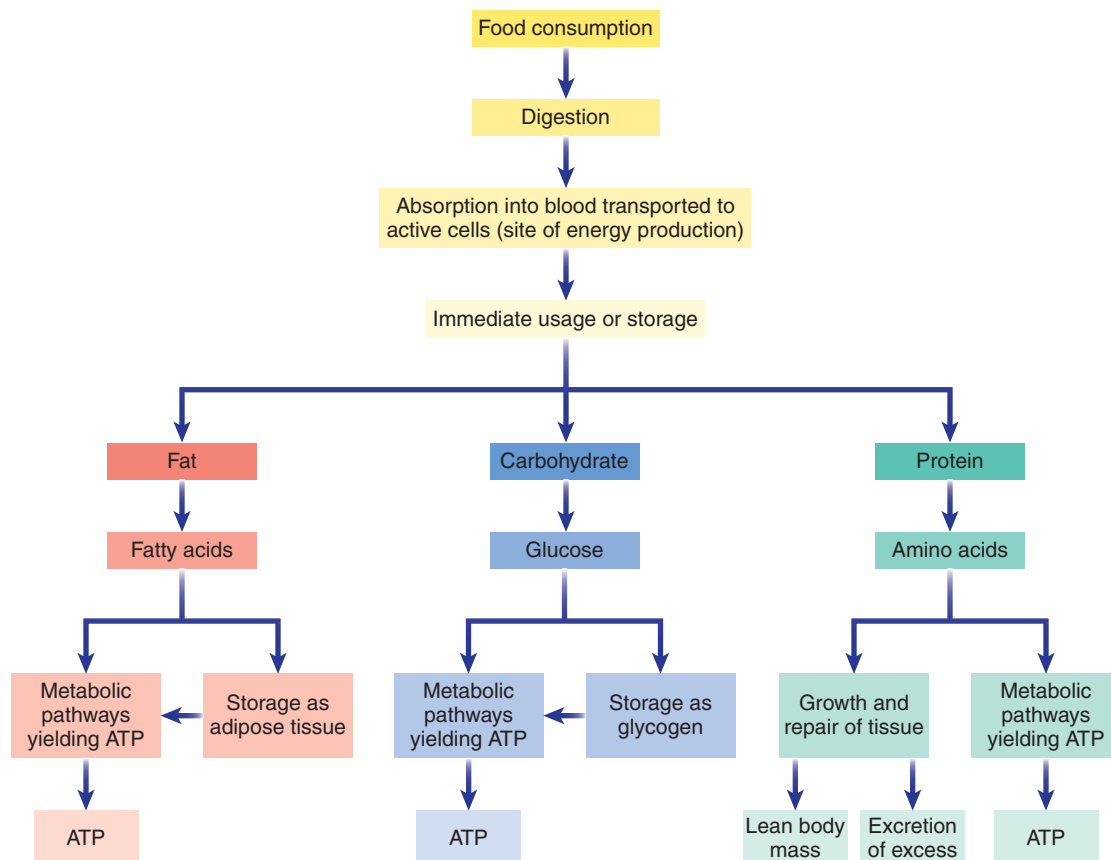 Food consumption
Digestion
Absorption into blood transported to
active cells (site of energy production)
Immediate usage or storage
Fat
Carbohydrate
Protein
Fatty acids
Glucose
Amino acids
Metabolic
pathways
yielding ATP
Storage as
adipose tissue
Metabolic
pathways
yielding ATP
Storage as
glycogen
Growth and
repair of tissue
Metabolic
pathways
yielding ATP
ATP
ATP
Lean body
mass
Excretion
of excess
ATP